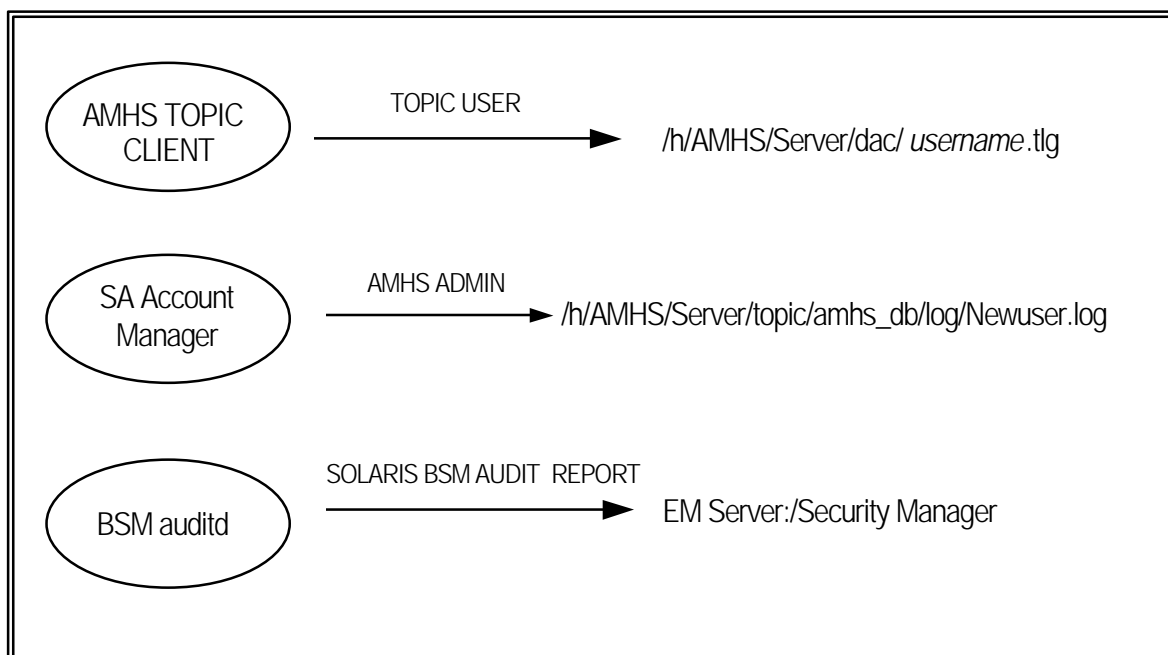 AMHS TOPIC
CLIENT
TOPIC USER
/h/AMHS/Server/dac/ username.tlg
SA Account
Manager
AMHS ADMIN
/h/AMHS/Server/topic/amhs_db/log/Newuser.log
BSM auditd
SOLARIS BSM AUDIT REPORT
EM Server:/Security Manager